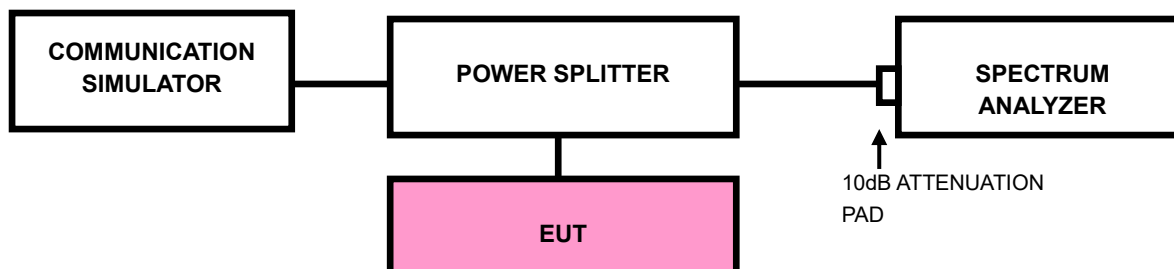 COMMUNICATION
SIMULATOR
POWER SPLITTER
SPECTRUM
ANALYZER
10dB ATTENUATION
PAD
EUT